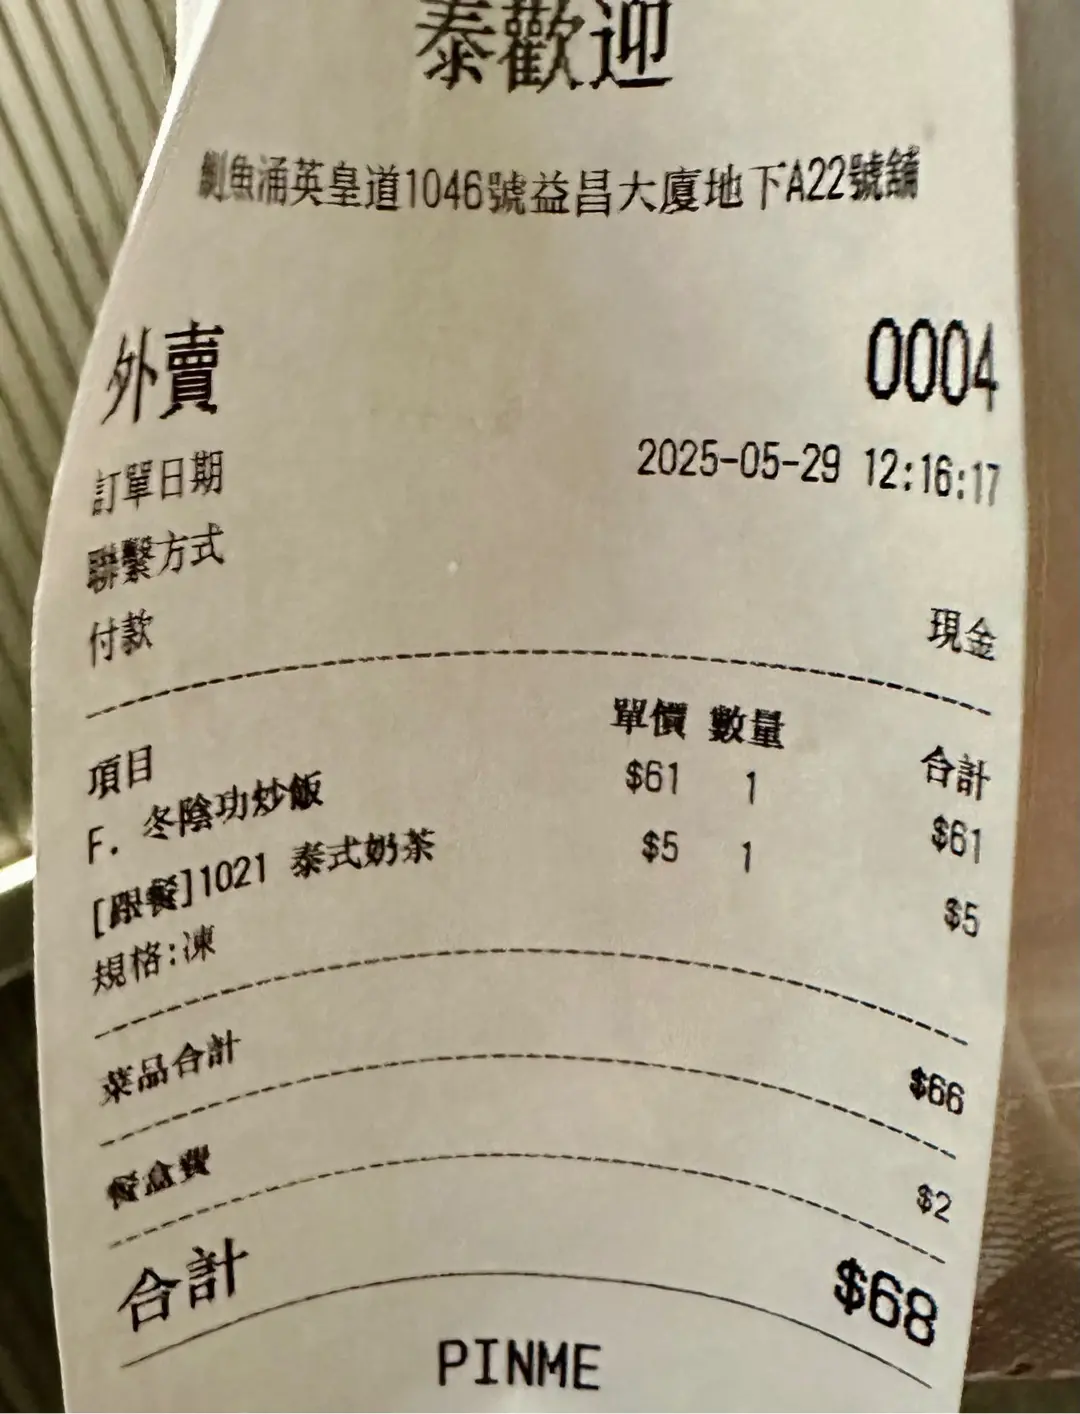 泰歡迎
鰂魚涌英皇道1046號益昌大廈地下A22號舖
外賣 0004
訂單日期 2025-05-29 12:16:17
聯繫方式
付款 現金
項目 單價 數量 合計
F. 冬陰功炒飯 $61 1 $61
[跟餐]1021 泰式奶茶 $5 1 $5
規格:凍
菜品合計 $66
餐盒費 $2
合計 $68
PINME